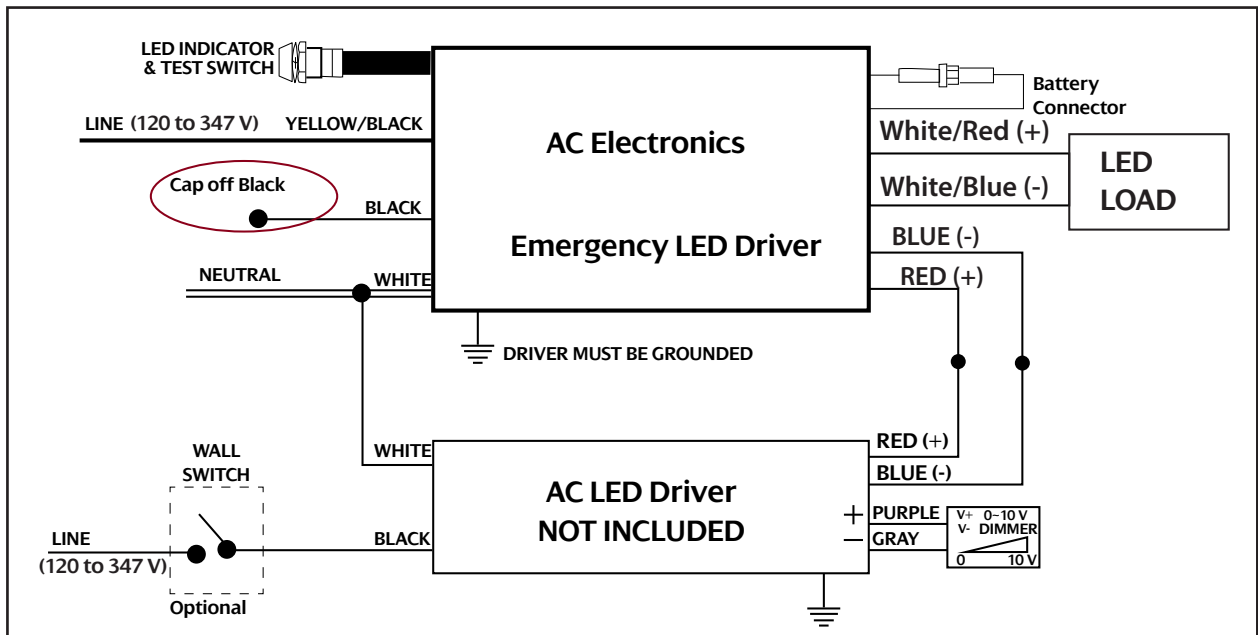 LED INDICATOR
& TEST SWITCH
LINE (120 to 347 V)
YELLOW/BLACK
Cap off Black
BLACK
NEUTRAL
WHITE
DRIVER MUST BE GROUNDED
AC Electronics
Emergency LED Driver
Battery
Connector
White/Red (+)
White/Blue (-)
LED
LOAD
BLUE (-)
RED (+)
WALL
SWITCH
LINE
(120 to 347 V)
Optional
WHITE
BLACK
AC LED Driver
NOT INCLUDED
RED (+)
BLUE (-)
+ PURPLE
− GRAY
V+ 0~10 V
V- DIMMER
0 10 V